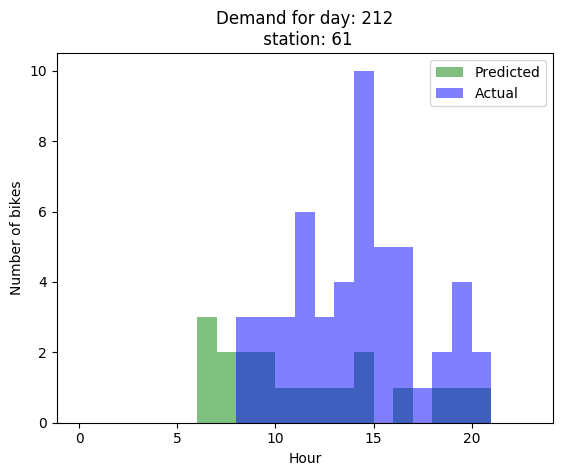 Demand for day: 212
station: 61
Predicted
Actual
Number of bikes
10
8
6
4
2
0
0 5 10 15 20
Hour